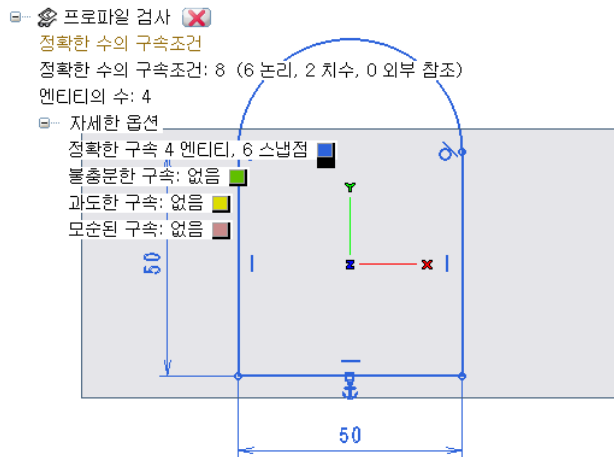 프로파일 검사
정확한 수의 구속조건
정확한 수의 구속조건: 8 (6 논리, 2 치수, 0 외부 참조)
엔티티의 수: 4
자세한 옵션
정확한 구속 4 엔티티, 6 스냅점
불충분한 구속: 없음
과도한 구속: 없음
모순된 구속: 없음
Y
50
Z X
50